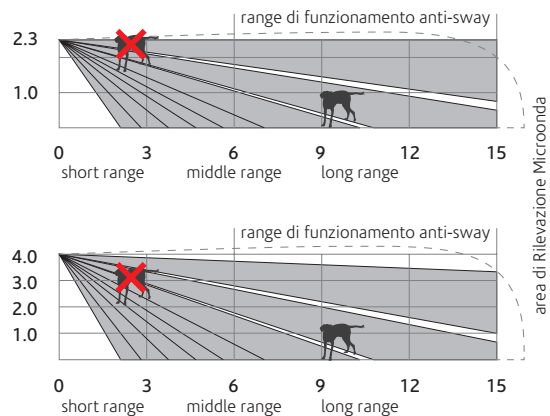 range di funzionamento anti-sway
2.3
1.0
0 3 6 9 12 15
short range middle range long range
area di Rilevazione Microonda
range di funzionamento anti-sway
4.0
3.0
2.0
1.0
0 3 6 9 12 15
short range middle range long range